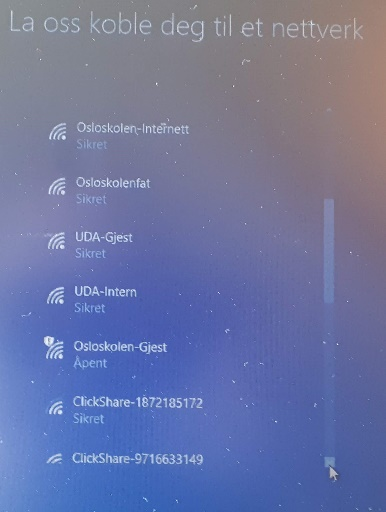 La oss koble deg til et nettverk
Osloskolen-Internett
Sikret
Osloskolenfat
Sikret
UDA-Gjest
Sikret
UDA-Intern
Sikret
Osloskolen-Gjest
Åpent
ClickShare-1872185172
Sikret
ClickShare-9716633149